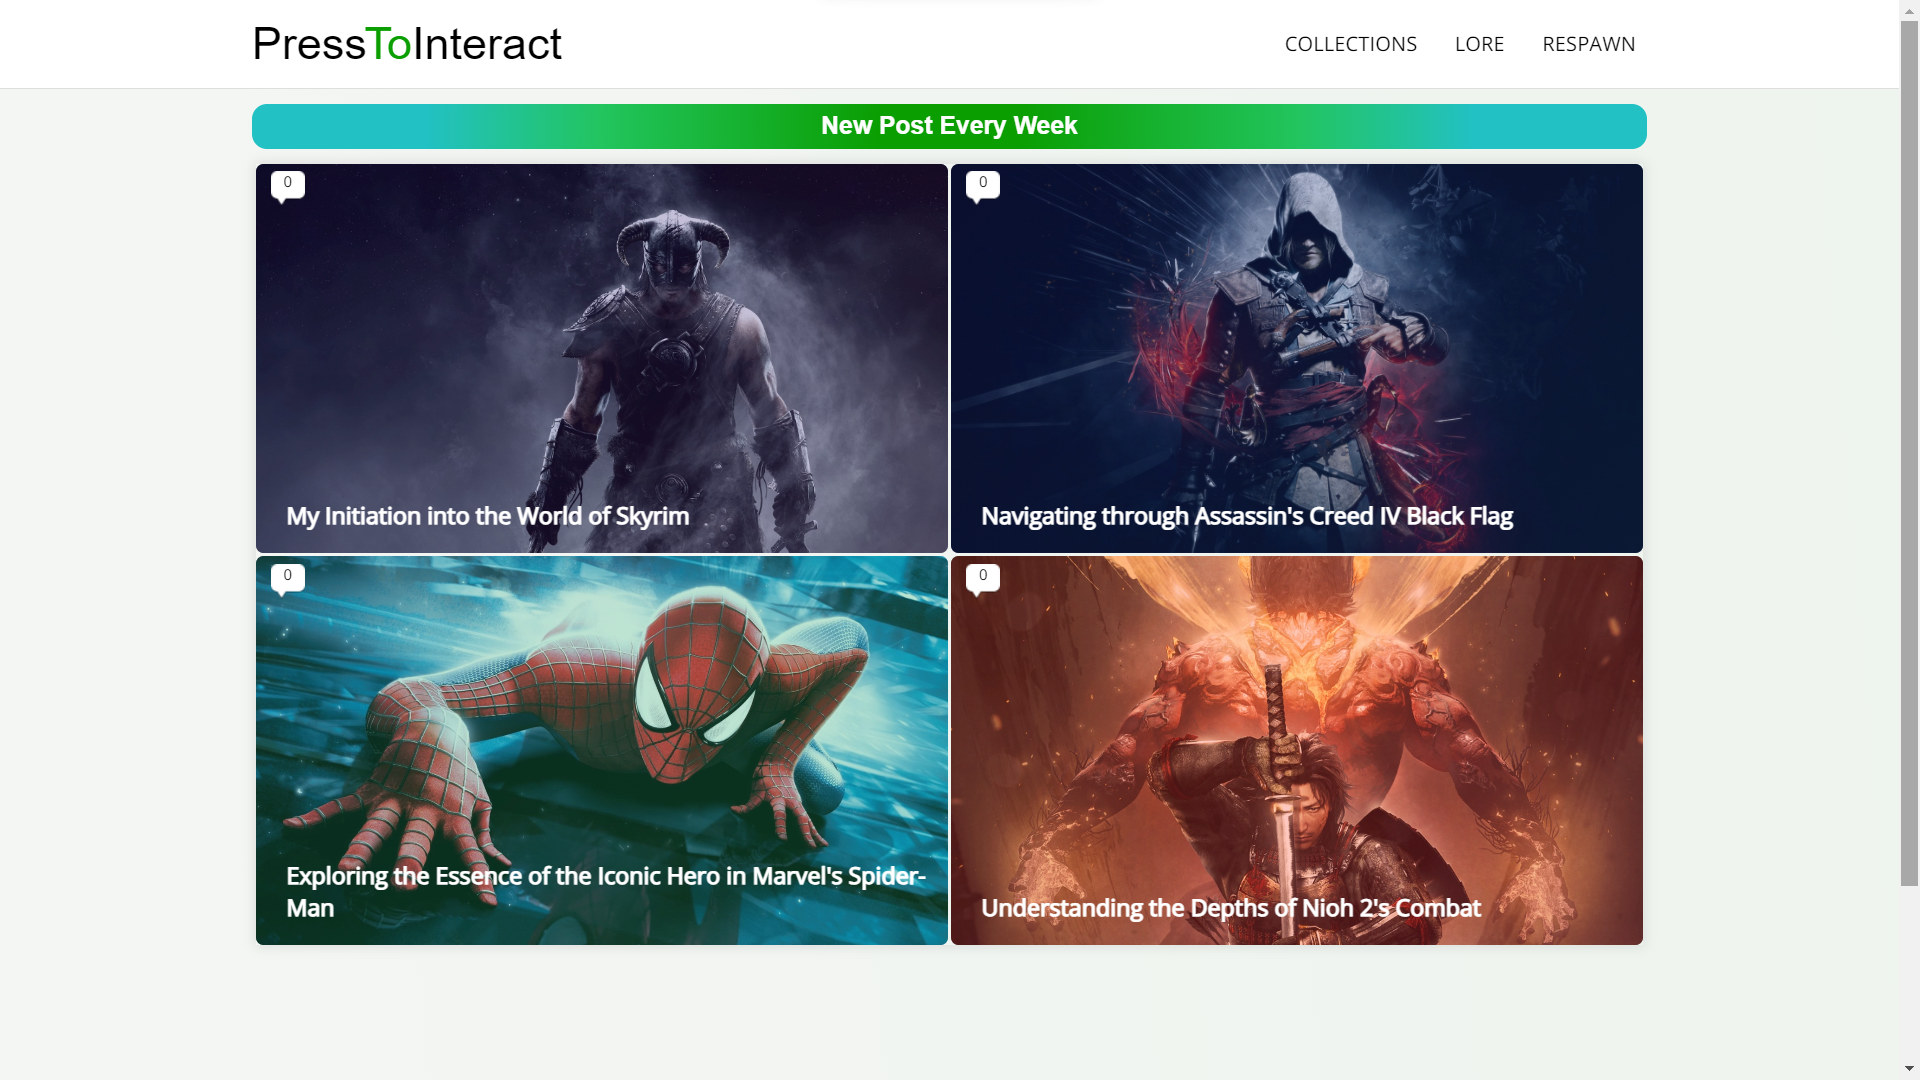 PressToInteract
COLLECTIONS
LORE
RESPAWN
New Post Every Week
0
My Initiation into the World of Skyrim
0
Navigating through Assassin's Creed IV Black Flag
0
Exploring the Essence of the Iconic Hero in Marvel's Spider-
Man
0
Understanding the Depths of Nioh 2's Combat